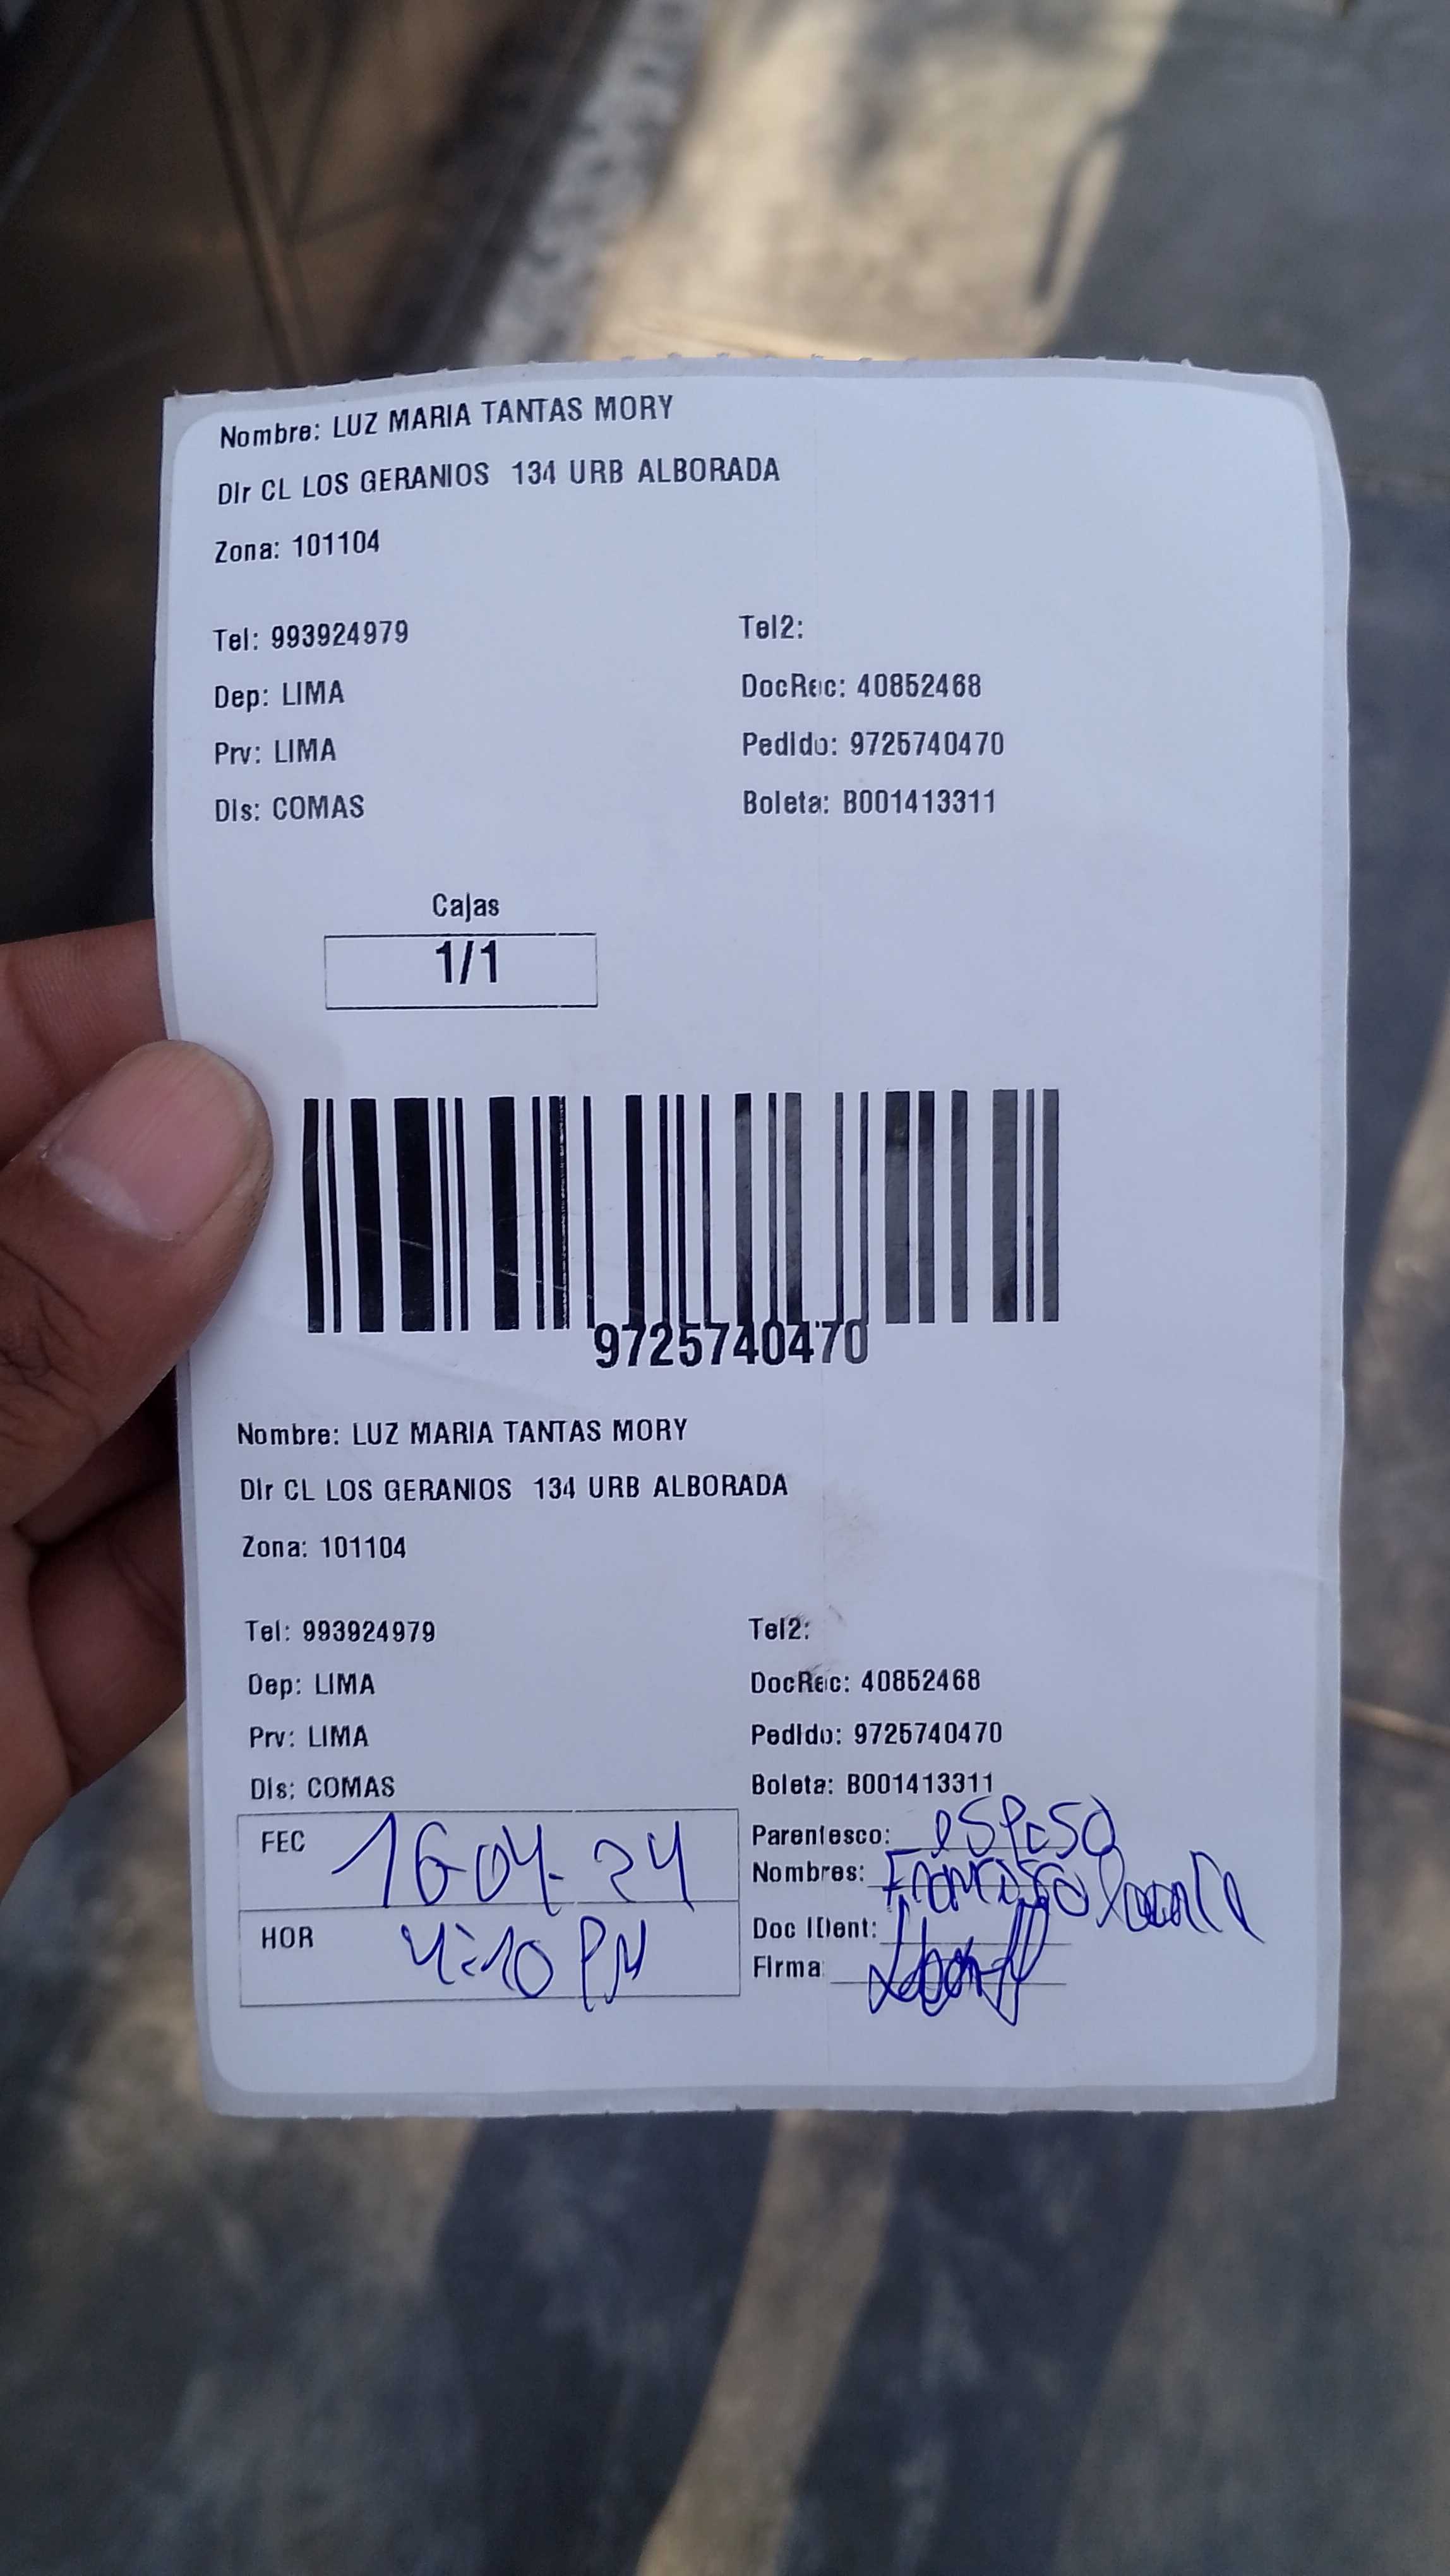 Nombre: LUZ MARIA TANTAS MORY
Dir CL LOS GERANIOS 134 URB ALBORADA
Zona: 101104
Tel: 993924979 Tel2:
Dep: LIMA DocRec: 40852468
Prv: LIMA Pedido: 9725740470
Dis: COMAS Boleta: B001413311
Cajas
1/1
9725740470
Nombre: LUZ MARIA TANTAS MORY
Dir CL LOS GERANIOS 134 URB ALBORADA
Zona: 101104
Tel: 993924979 Tel2:
Dep: LIMA DocRec: 40852468
Prv: LIMA Pedido: 9725740470
Dis: COMAS Boleta: B001413311
FEC 16-04-24 Parentesco: esposo
Nombres: Francisco
HOR 4:10 PM Doc IDent:
Firma